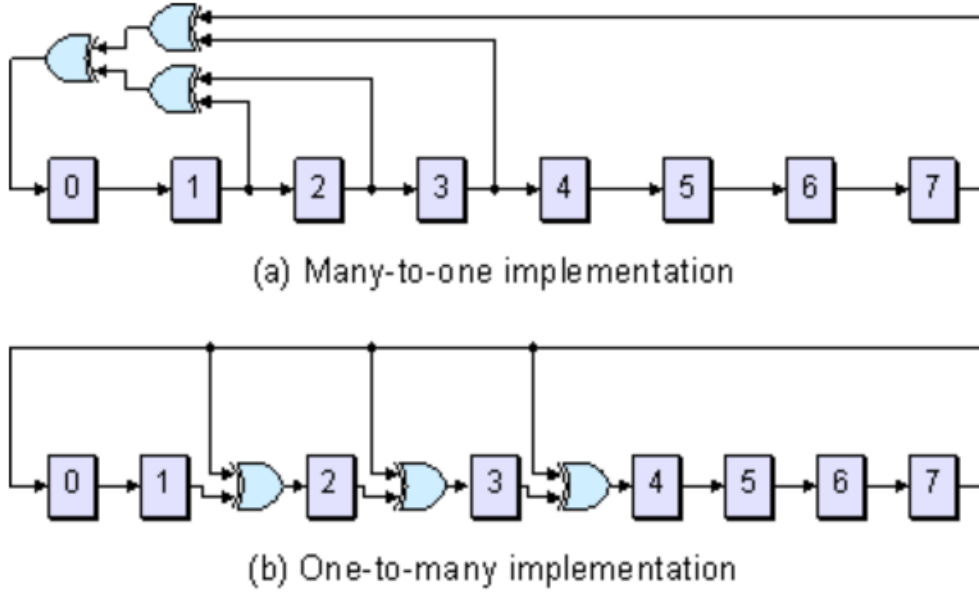 0 1 2 3 4 5 6 7
(a) Many-to-one implementation
0 1 2 3 4 5 6 7
(b) One-to-many implementation